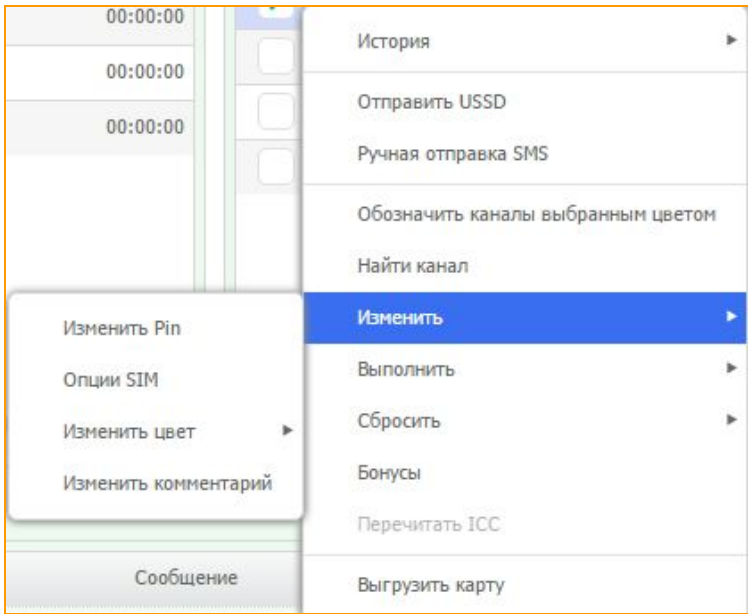 00:00:00
00:00:00
00:00:00
История
Отправить USSD
Ручная отправка SMS
Обозначить каналы выбранным цветом
Найти канал
Изменить
Выполнить
Сбросить
Бонусы
Перечитать ICC
Выгрузить карту
Изменить Pin
Опции SIM
Изменить цвет
Изменить комментарий
Сообщение